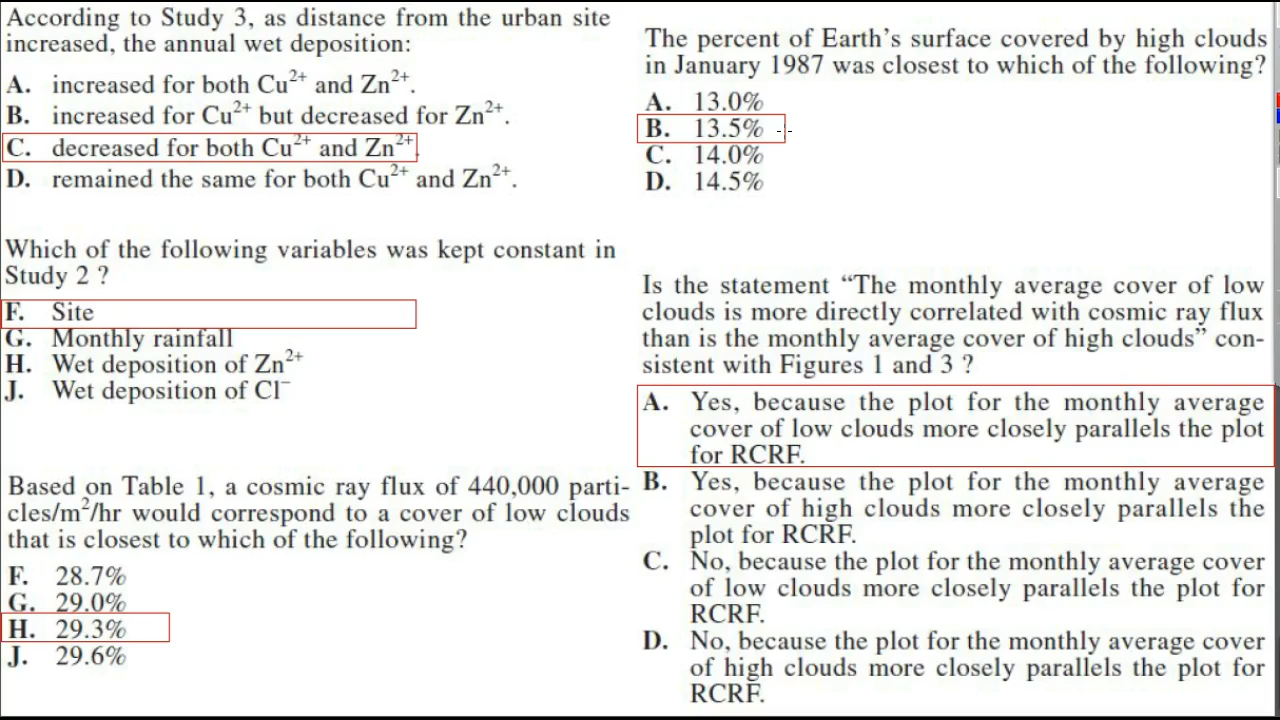 According to Study 3, as distance from the urban site
increased, the annual wet deposition:
A. increased for both Cu²⁺ and Zn²⁺.
B. increased for Cu²⁺ but decreased for Zn²⁺.
C. decreased for both Cu²⁺ and Zn²⁺.
D. remained the same for both Cu²⁺ and Zn²⁺.
Which of the following variables was kept constant in
Study 2 ?
F. Site
G. Monthly rainfall
H. Wet deposition of Zn²⁺
J. Wet deposition of Cl⁻
Based on Table 1, a cosmic ray flux of 440,000 parti-
cles/m²/hr would correspond to a cover of low clouds
that is closest to which of the following?
F. 28.7%
G. 29.0%
H. 29.3%
J. 29.6%
The percent of Earth's surface covered by high clouds
in January 1987 was closest to which of the following?
A. 13.0%
B. 13.5%
C. 14.0%
D. 14.5%
Is the statement “The monthly average cover of low
clouds is more directly correlated with cosmic ray flux
than is the monthly average cover of high clouds” con-
sistent with Figures 1 and 3 ?
A. Yes, because the plot for the monthly average
cover of low clouds more closely parallels the plot
for RCRF.
B. Yes, because the plot for the monthly average
cover of high clouds more closely parallels the
plot for RCRF.
C. No, because the plot for the monthly average cover
of low clouds more closely parallels the plot for
RCRF.
D. No, because the plot for the monthly average cover
of high clouds more closely parallels the plot for
RCRF.